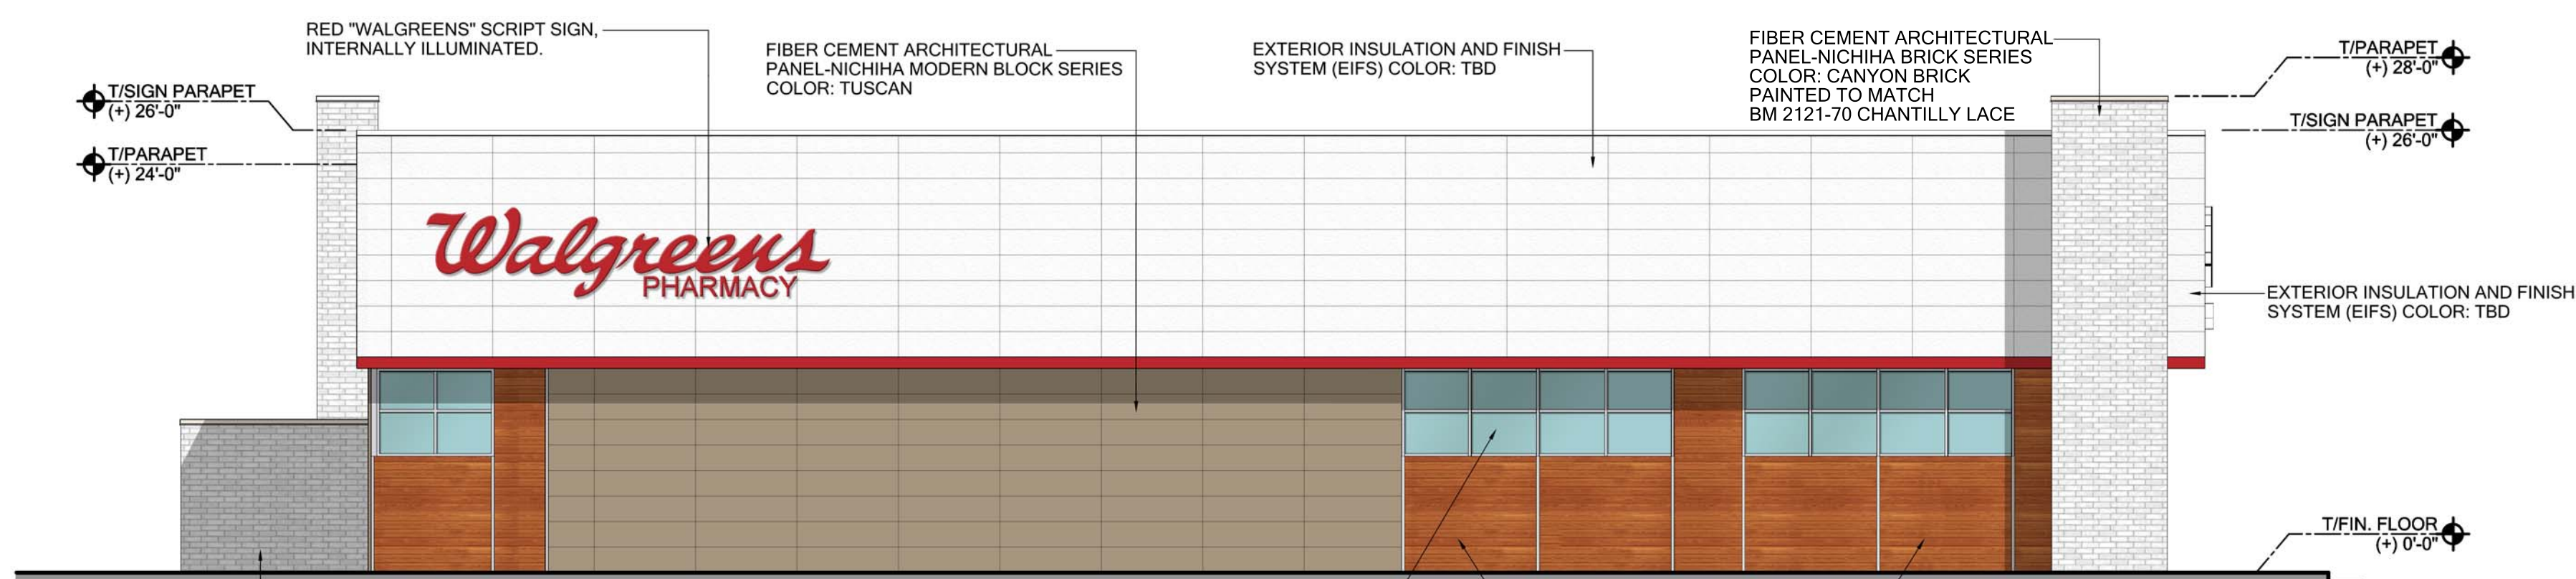 RED "WALGREENS" SCRIPT SIGN,
INTERNALLY ILLUMINATED.
FIBER CEMENT ARCHITECTURAL
PANEL-NICHIHA MODERN BLOCK SERIES
COLOR: TUSCAN
EXTERIOR INSULATION AND FINISH
SYSTEM (EIFS) COLOR: TBD
FIBER CEMENT ARCHITECTURAL
PANEL-NICHIHA BRICK SERIES
COLOR: CANYON BRICK
PAINTED TO MATCH
BM 2121-70 CHANTILLY LACE
T/PARAPET
(+) 28'-0"
T/SIGN PARAPET
(+) 26'-0"
T/SIGN PARAPET
(+) 26'-0"
T/PARAPET
(+) 24'-0"
Walgreens
PHARMACY
EXTERIOR INSULATION AND FINISH
SYSTEM (EIFS) COLOR: TBD
T/FIN. FLOOR
(+) 0'-0"